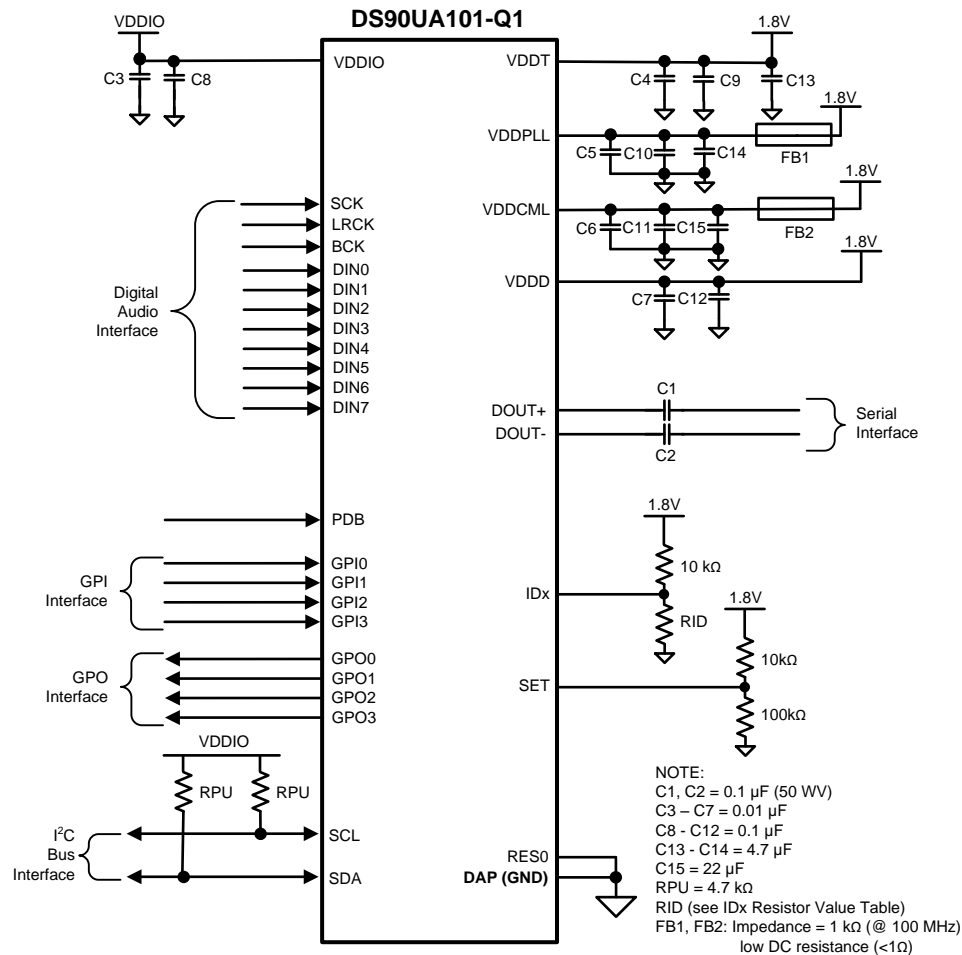 DS90UA101-Q1
VDDIO
C3
C8
VDDIO
VDDT
1.8V
C4
C9
C13
VDDPLL
1.8V
C5
C10
C14
FB1
VDDCML
1.8V
C6
C11
C15
FB2
VDDD
1.8V
C7
C12
Digital
Audio
Interface
SCK
LRCK
BCK
DIN0
DIN1
DIN2
DIN3
DIN4
DIN5
DIN6
DIN7
DOUT+
DOUT-
C1
C2
Serial
Interface
PDB
GPI
Interface
GPI0
GPI1
GPI2
GPI3
GPO
Interface
GPO0
GPO1
GPO2
GPO3
IDx
1.8V
10 kΩ
RID
SET
1.8V
10kΩ
100kΩ
VDDIO
RPU
RPU
I²C
Bus
Interface
SCL
SDA
RES0
DAP (GND)
NOTE:
C1, C2 = 0.1 µF (50 WV)
C3 – C7 = 0.01 µF
C8 - C12 = 0.1 µF
C13 - C14 = 4.7 µF
C15 = 22 µF
RPU = 4.7 kΩ
RID (see IDx Resistor Value Table)
FB1, FB2: Impedance = 1 kΩ (@ 100 MHz)
low DC resistance (<1Ω)